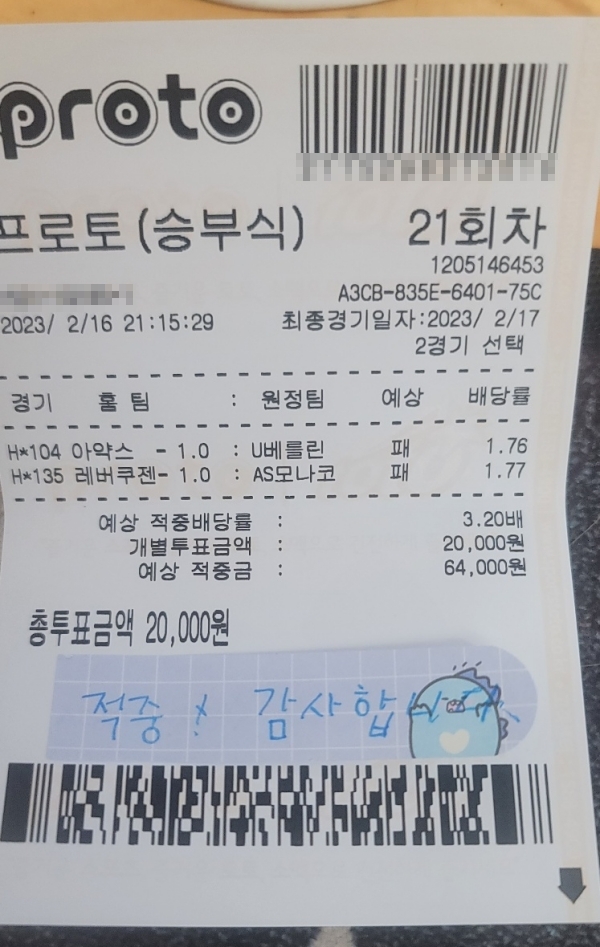 proto
프로토(승부식) 21회차
1205146453
A3CB-835E-6401-75C
2023/ 2/16 21:15:29 최종경기일자:2023/ 2/17
2경기 선택
경기 홈 팀 : 원정팀 예상 배당률
H*104 아약스 - 1.0 : U베를린 패 1.76
H*135 레버쿠젠- 1.0 : AS모나코 패 1.77
예상 적중배당률 : 3.20배
개별투표금액 : 20,000원
예상 적중금 : 64,000원
총투표금액 20,000원
적중! 감사합니다